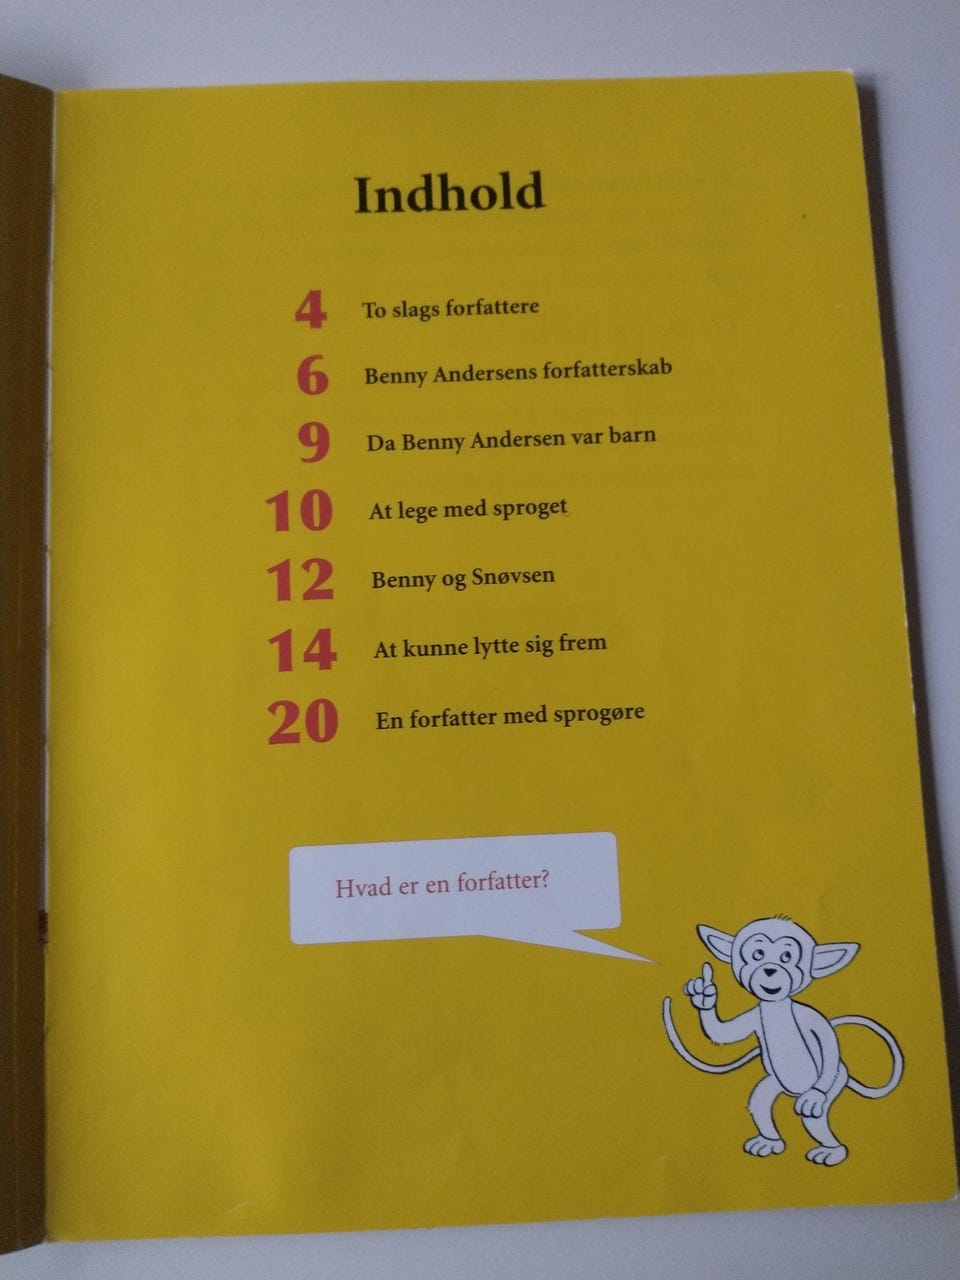 Indhold
4 To slags forfattere
6 Benny Andersens forfatterskab
9 Da Benny Andersen var barn
10 At lege med sproget
12 Benny og Snøvsen
14 At kunne lytte sig frem
20 En forfatter med sprogøre
Hvad er en forfatter?